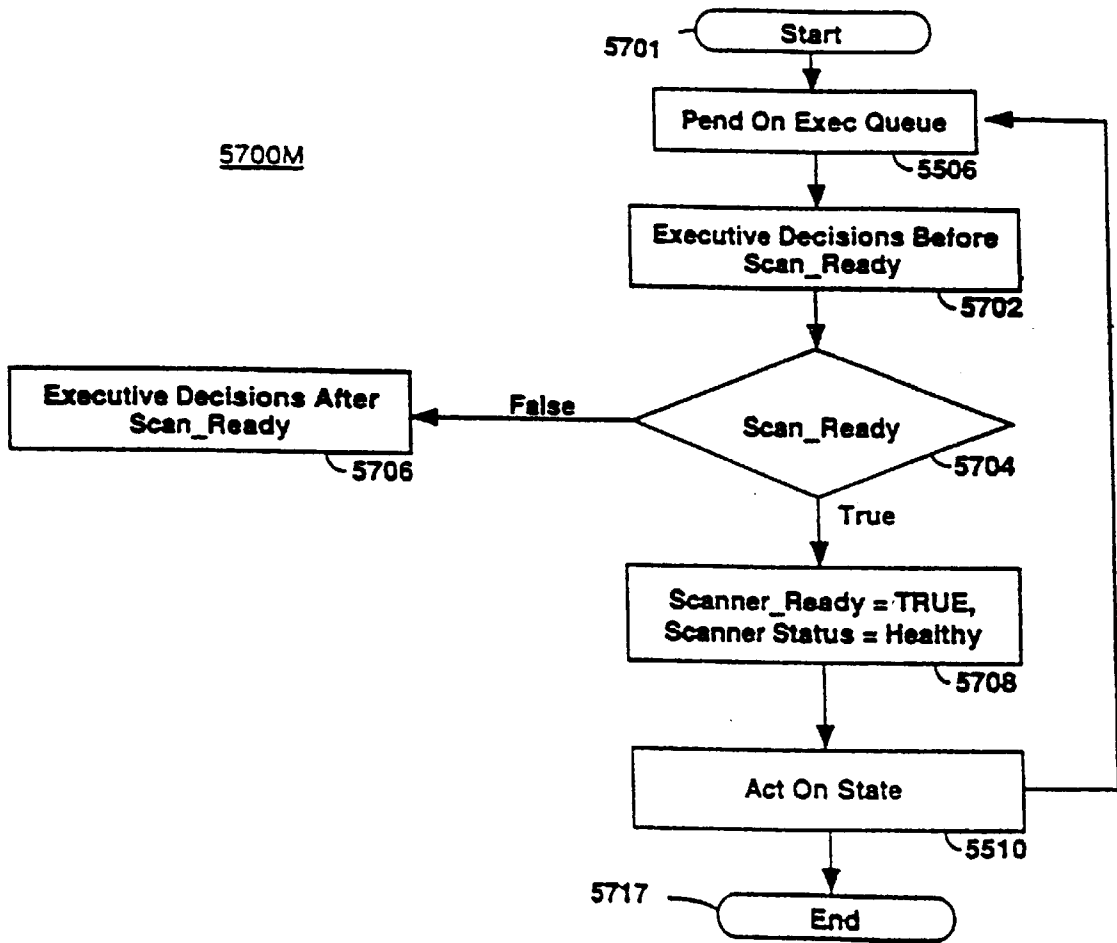 5701
Start
Pend On Exec Queue
5506
5700M
Executive Decisions Before
Scan_Ready
5702
Executive Decisions After
Scan_Ready
5706
False
Scan_Ready
5704
True
Scanner_Ready = TRUE,
Scanner Status = Healthy
5708
Act On State
5510
5717
End